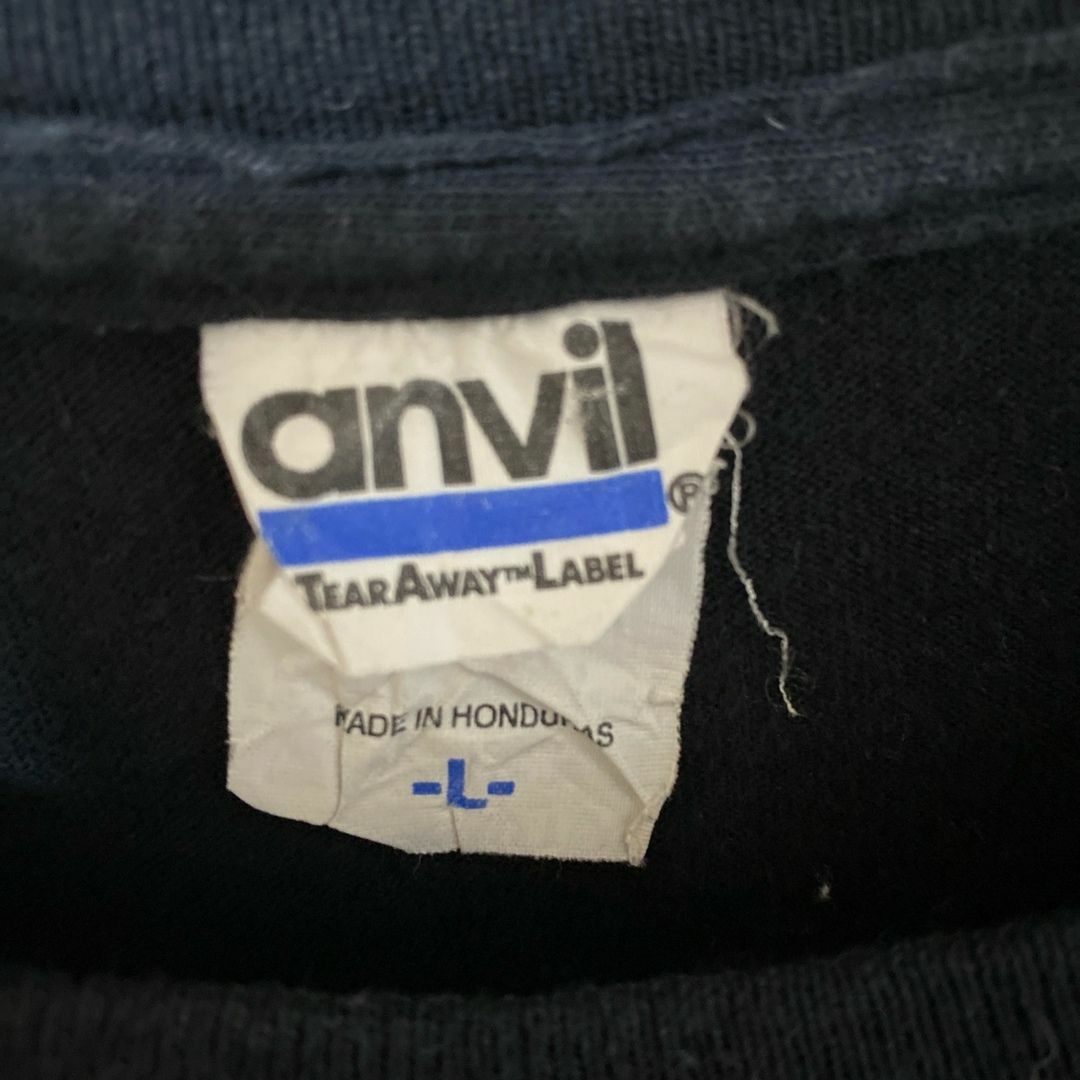 anvil
®
TEARAWAY™LABEL
MADE IN HONDURAS
-L-